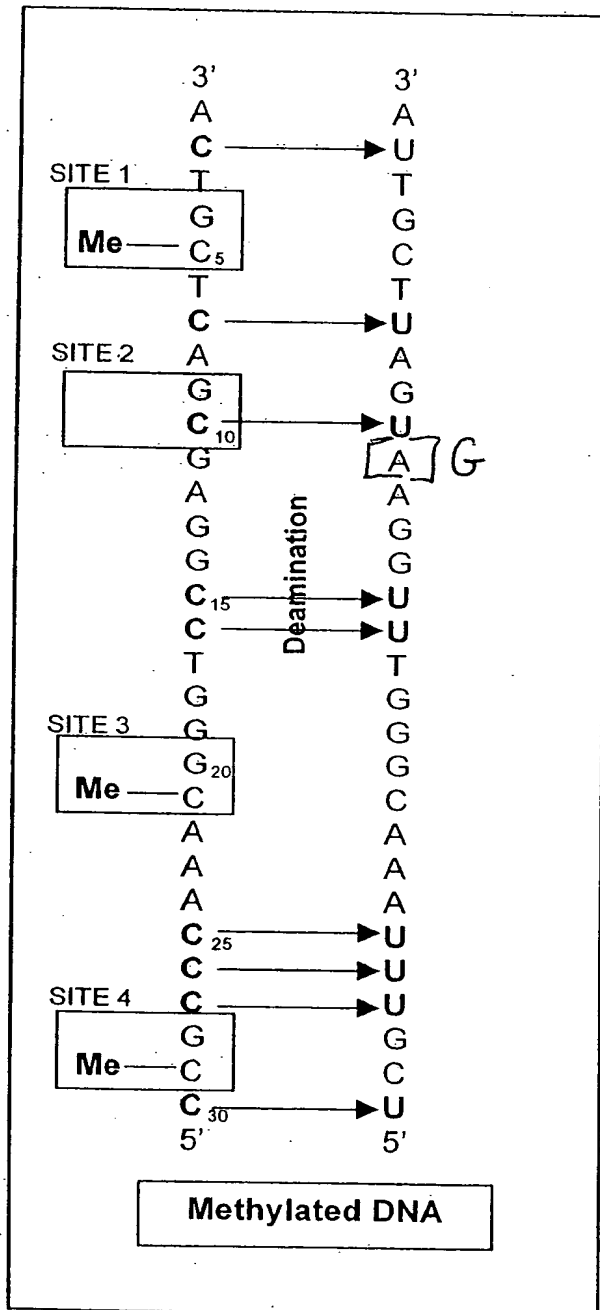 3' 3'
A A
C U
SITE 1
T T
G G
Me C5 C
T T
C U
SITE 2
A A
G G
C10 U
G A G
A A
G G
G G
Deamination
C15 U
C U
T T
G G
SITE 3
G G
G20 G
Me C C
A A
A A
A A
C25 U
C U
SITE 4
C U
G G
Me C C
C30 U
5' 5'
Methylated DNA